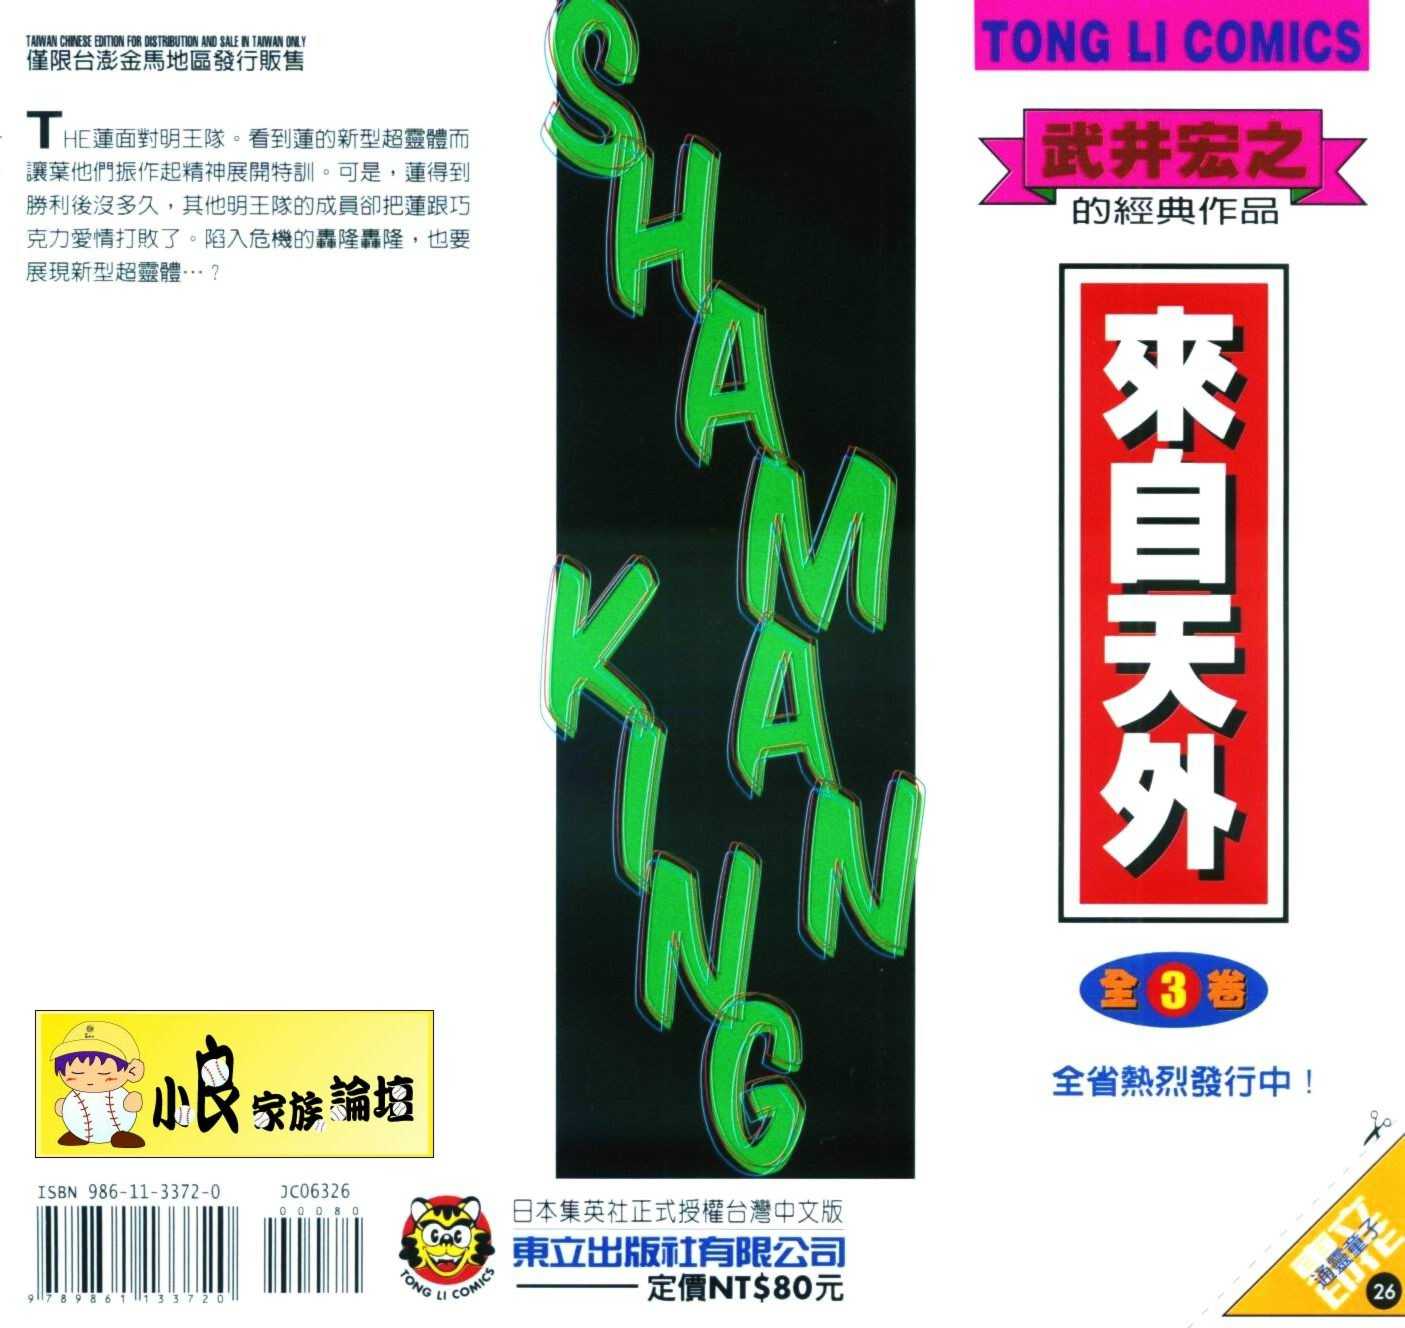 TAIWAN CHINESE EDITION FOR DISTRIBUTION AND SALE IN TAIWAN ONLY
僅限台澎金馬地區發行販售
THE蓮面對明王隊。看到蓮的新型超靈體而
讓葉他們振作起精神展開特訓。可是，蓮得到
勝利後沒多久，其他明王隊的成員卻把蓮跟巧
克力愛情打敗了。陷入危機的轟隆轟隆，也要
展現新型超靈體…？
小良家族論壇
ISBN 986-11-3372-0
JC06326
00080
9789861133720
SHAMAN
KING
TONG LI COMICS
日本集英社正式授權台灣中文版
東立出版社有限公司
定價NT$80元
TONG LI COMICS
武井宏之
的經典作品
來自天外
全3卷
全省熱烈發行中！
東立
通靈童子
26